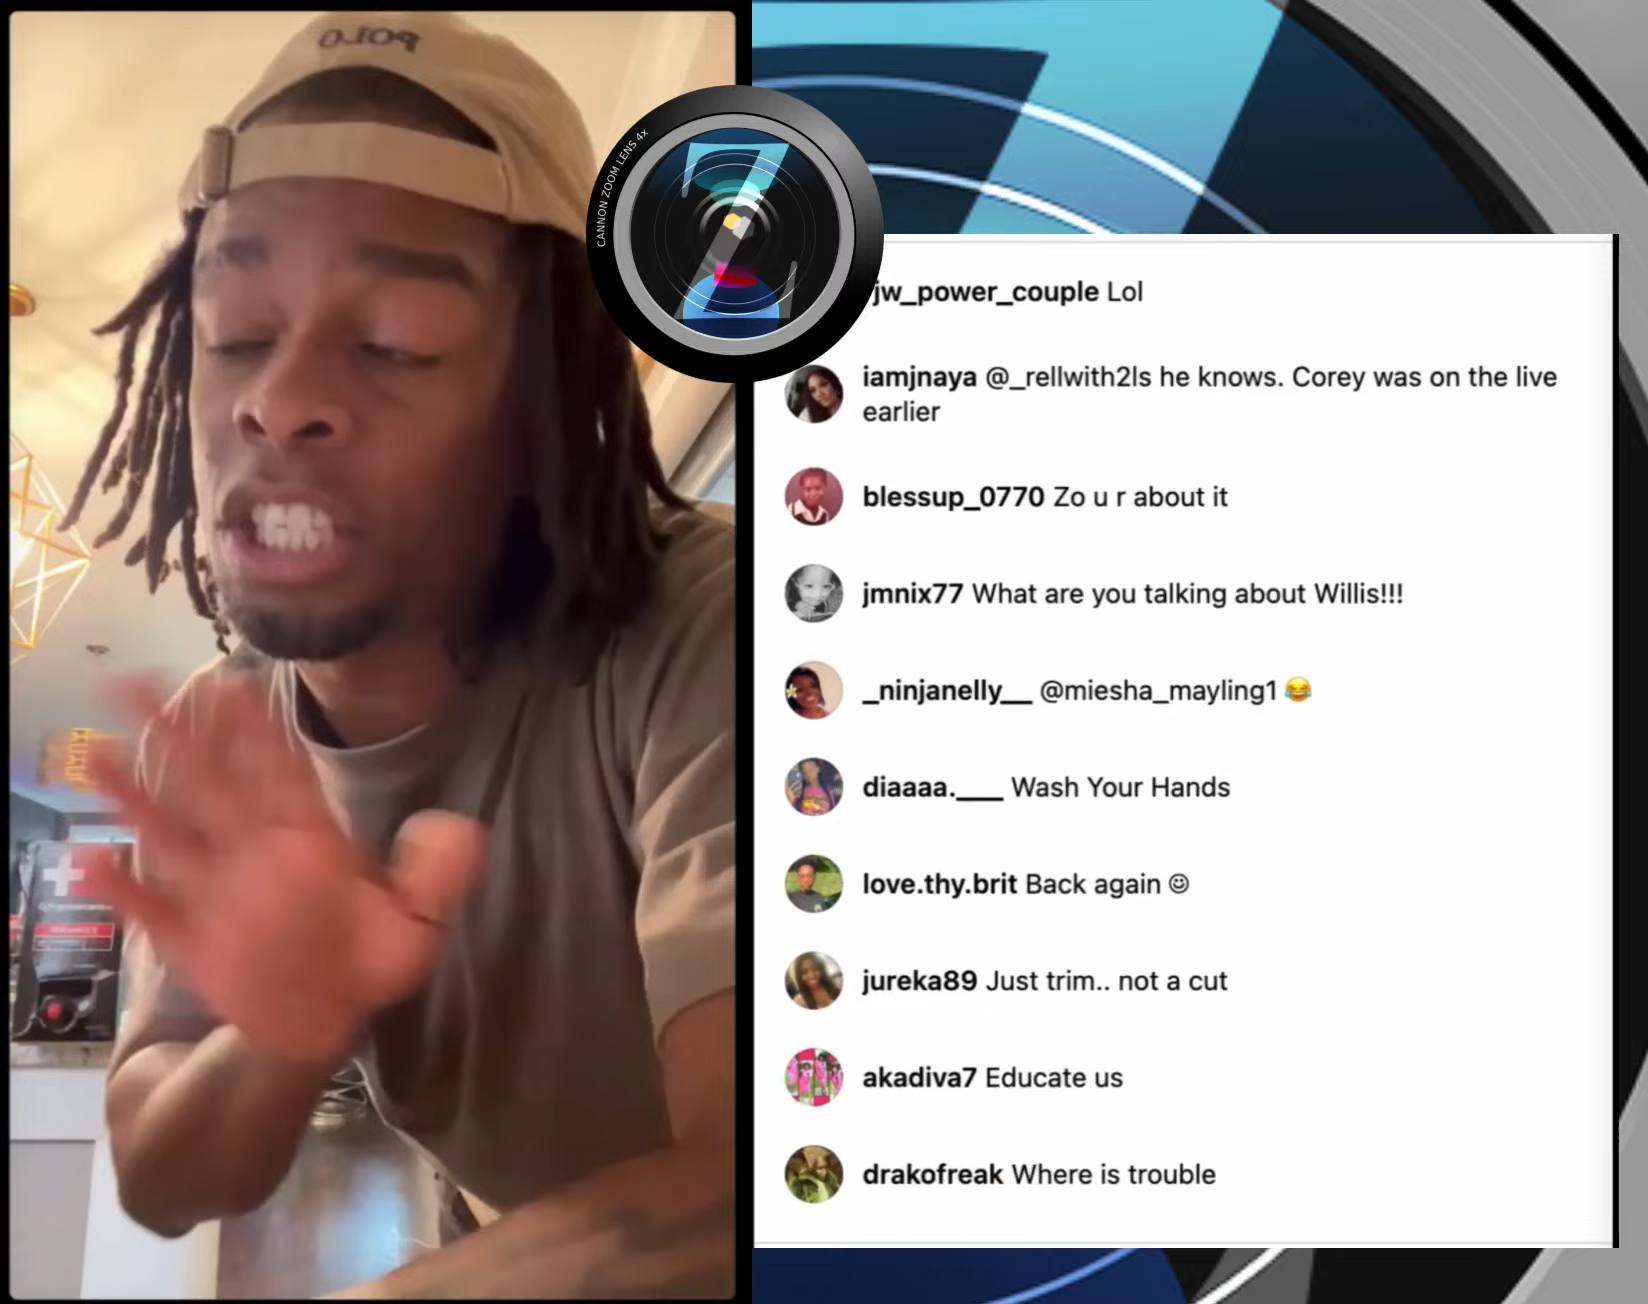 POLO
CANNON ZOOM LENS 4x
jw_power_couple Lol
iamjnaya @_rellwith2ls he knows. Corey was on the live
earlier
blessup_0770 Zo u r about it
jmnix77 What are you talking about Willis!!!
_ninjanelly__ @miesha_mayling1 😂
diaaaa.___ Wash Your Hands
love.thy.brit Back again ☺
jureka89 Just trim.. not a cut
akadiva7 Educate us
drakofreak Where is trouble